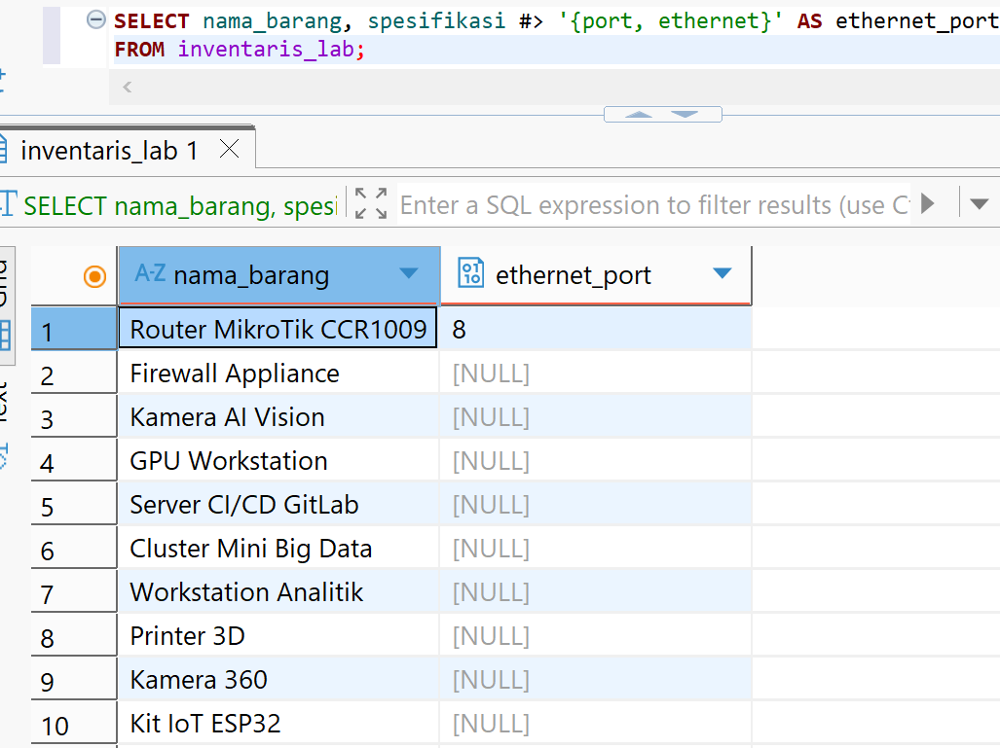 SELECT nama_barang, spesifikasi #> '{port, ethernet}' AS ethernet_port
FROM inventaris_lab;
inventaris_lab 1
SELECT nama_barang, spesi
Enter a SQL expression to filter results (use C
A-Z nama_barang
ethernet_port
1 Router MikroTik CCR1009 8
2 Firewall Appliance [NULL]
3 Kamera AI Vision [NULL]
4 GPU Workstation [NULL]
5 Server CI/CD GitLab [NULL]
6 Cluster Mini Big Data [NULL]
7 Workstation Analitik [NULL]
8 Printer 3D [NULL]
9 Kamera 360 [NULL]
10 Kit IoT ESP32 [NULL]